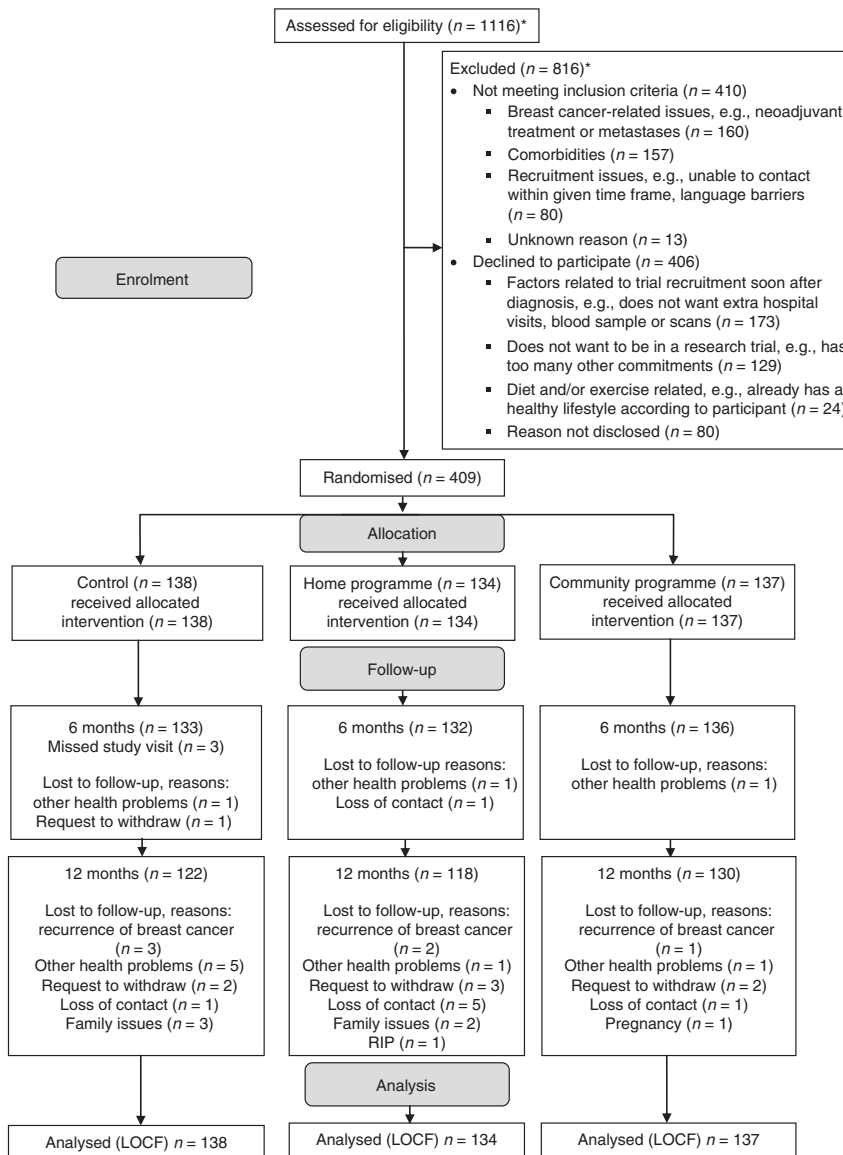 Assessed for eligibility (n = 1116)*
Excluded (n = 816)*
• Not meeting inclusion criteria (n = 410)
▪ Breast cancer-related issues, e.g., neoadjuvant
treatment or metastases (n = 160)
▪ Comorbidities (n = 157)
▪ Recruitment issues, e.g., unable to contact
within given time frame, language barriers
(n = 80)
▪ Unknown reason (n = 13)
• Declined to participate (n = 406)
▪ Factors related to trial recruitment soon after
diagnosis, e.g., does not want extra hospital
visits, blood sample or scans (n = 173)
▪ Does not want to be in a research trial, e.g., has
too many other commitments (n = 129)
▪ Diet and/or exercise related, e.g., already has a
healthy lifestyle according to participant (n = 24)
▪ Reason not disclosed (n = 80)
Enrolment
Randomised (n = 409)
Allocation
Control (n = 138)
received allocated
intervention (n = 138)
Home programme (n = 134)
received allocated
intervention (n = 134)
Community programme (n = 137)
received allocated
intervention (n = 137)
Follow-up
6 months (n = 133)
Missed study visit (n = 3)
Lost to follow-up, reasons:
other health problems (n = 1)
Request to withdraw (n = 1)
6 months (n = 132)
Lost to follow-up reasons:
other health problems (n = 1)
Loss of contact (n = 1)
6 months (n = 136)
Lost to follow-up, reasons:
other health problems (n = 1)
12 months (n = 122)
Lost to follow-up, reasons:
recurrence of breast cancer
(n = 3)
Other health problems (n = 5)
Request to withdraw (n = 2)
Loss of contact (n = 1)
Family issues (n = 3)
12 months (n = 118)
Lost to follow-up, reasons:
recurrence of breast cancer
(n = 2)
Other health problems (n = 1)
Request to withdraw (n = 3)
Loss of contact (n = 5)
Family issues (n = 2)
RIP (n = 1)
12 months (n = 130)
Lost to follow-up, reasons:
recurrence of breast cancer
(n = 1)
Other health problems (n = 1)
Request to withdraw (n = 2)
Loss of contact (n = 1)
Pregnancy (n = 1)
Analysis
Analysed (LOCF) n = 138
Analysed (LOCF) n = 134
Analysed (LOCF) n = 137